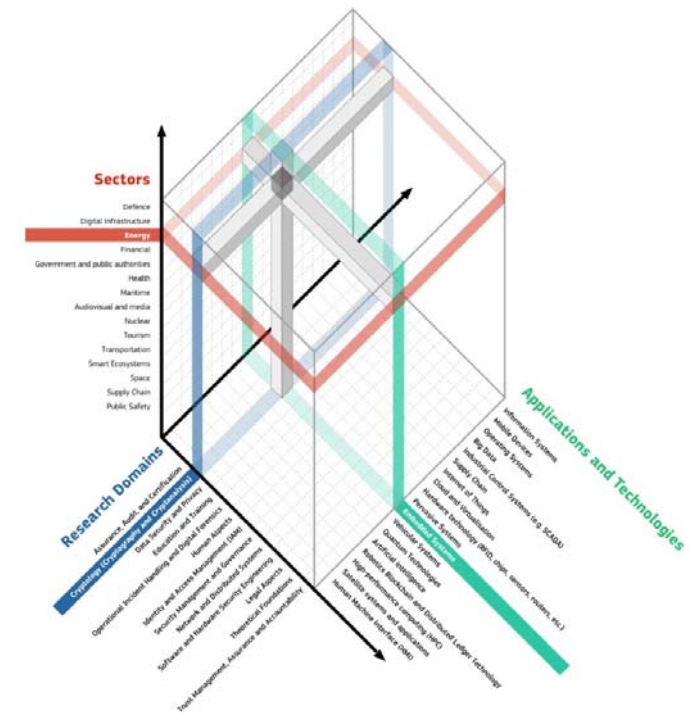 Sectors
Defence
Digital Infrastructure
Energy
Financial
Government and public authorities
Health
Maritime
Audiovisual and media
Nuclear
Tourism
Transportation
Smart Ecosystems
Space
Supply Chain
Public Safety
Research Domains
Assurance, Audit, and Certification
Cryptology (Cryptography and Cryptanalysis)
Data Security and Privacy
Education and Training
Operational Incident Handling and Digital Forensics
Human Aspects
Identity and Access Management (IAM)
Security Management and Governance
Network and Distributed Systems
Software and Hardware Security Engineering
Legal Aspects
Theoretical Foundations
Trust Management, Assurance and Accountability
Applications and Technologies
Information Systems
Mobile Devices
Operating Systems
Big Data
Industrial Control Systems (e.g. SCADA)
Supply Chain
Internet of Things
Cloud and Virtualisation
Hardware technology (RFID, chips, sensors, routers, etc.)
Pervasive Systems
Embedded Systems
Vehicular Systems
Quantum Technologies
Artificial Intelligence
Robotics Blockchain and Distributed Ledger Technology
High performance computing (HPC)
Satellite systems and applications
Human Machine Interface (HMI)